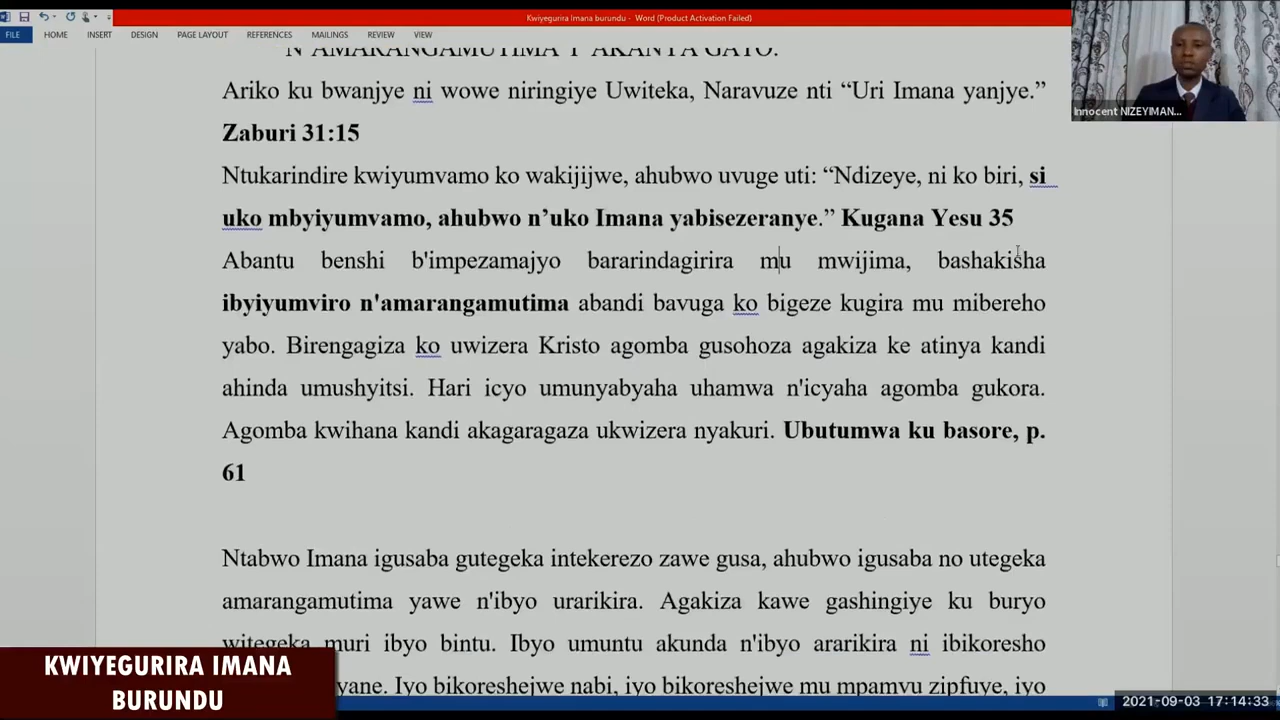 Kwiyegurira Imana burundu - Word (Product Activation Failed)
FILE HOME INSERT DESIGN PAGE LAYOUT REFERENCES MAILINGS REVIEW VIEW
N'AMARANGAMUTIMA Y'AKANYA GATO.
Ariko ku bwanjye ni wowe niringiye Uwiteka, Naravuze nti “Uri Imana yanjye.”
Zaburi 31:15
Ntukarindire kwiyumvamo ko wakijijwe, ahubwo uvuge uti: “Ndizeye, ni ko biri, si
uko mbyiyumvamo, ahubwo n’uko Imana yabisezeranye.” Kugana Yesu 35
Abantu benshi b'impezamajyo bararindagirira mu mwijima, bashakisha
ibyiyumviro n'amarangamutima abandi bavuga ko bigeze kugira mu mibereho
yabo. Birengagiza ko uwizera Kristo agomba gusohoza agakiza ke atinya kandi
ahinda umushyitsi. Hari icyo umunyabyaha uhamwa n'icyaha agomba gukora.
Agomba kwihana kandi akagaragaza ukwizera nyakuri. Ubutumwa ku basore, p.
61
Ntabwo Imana igusaba gutegeka intekerezo zawe gusa, ahubwo igusaba no utegeka
amarangamutima yawe n'ibyo urarikira. Agakiza kawe gashingiye ku buryo
witegeka muri ibyo bintu. Ibyo umuntu akunda n'ibyo ararikira ni ibikoresho
yane. Iyo bikoreshejwe nabi, iyo bikoreshejwe mu mpamvu zipfuye, iyo
Innocent NIZEYIMAN...
KWIYEGURIRA IMANA
BURUNDU
2021-09-03 17:14:33